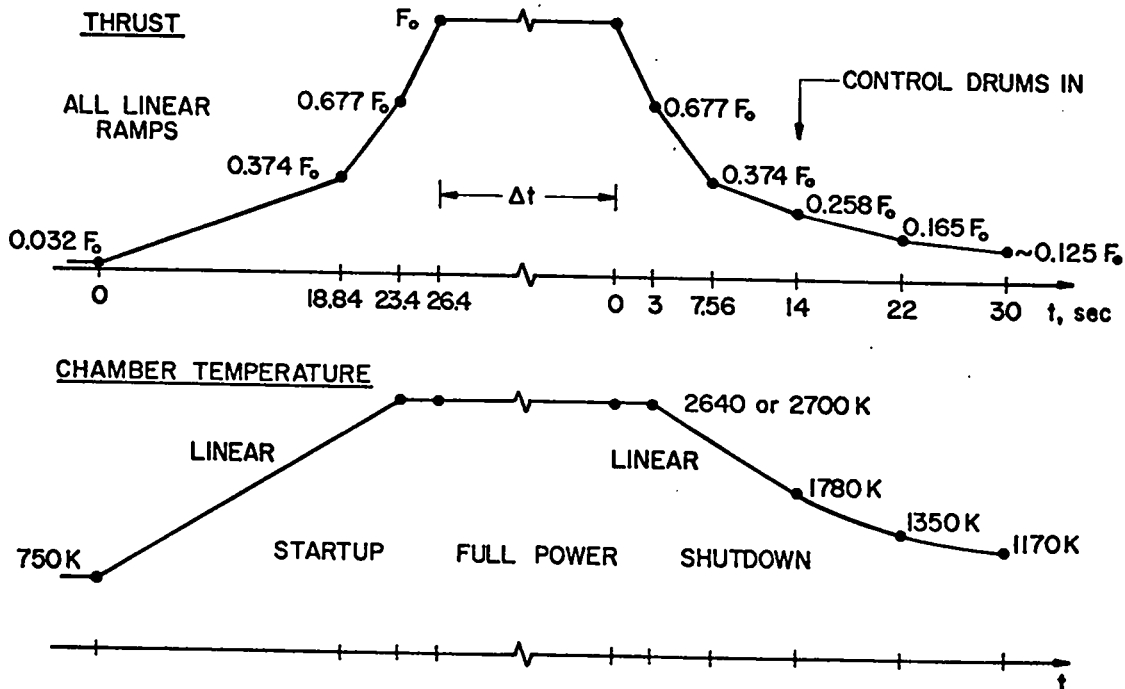 THRUST
ALL LINEAR
RAMPS
F₀
0.677 F₀
0.374 F₀
0.032 F₀
Δt
CONTROL DRUMS IN
0.677 F₀
0.374 F₀
0.258 F₀
0.165 F₀
~0.125 F₀
0 18.84 23.4 26.4 0 3 7.56 14 22 30 t, sec
CHAMBER TEMPERATURE
2640 or 2700 K
LINEAR
LINEAR
1780 K
1350 K
1170 K
750 K
STARTUP FULL POWER SHUTDOWN
t